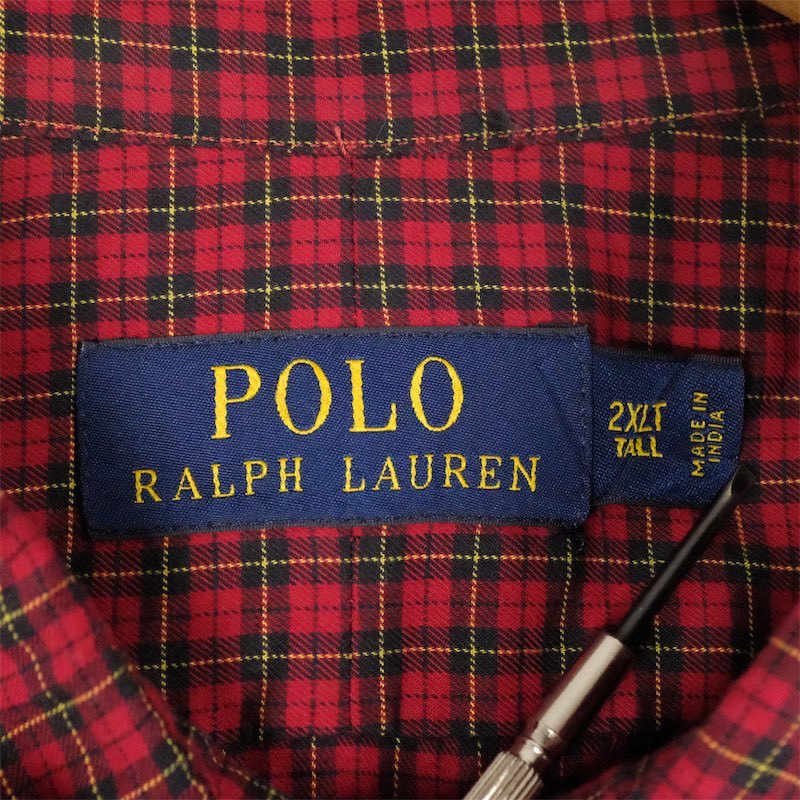 POLO
RALPH LAUREN
2XLT
TALL
MADE IN
INDIA